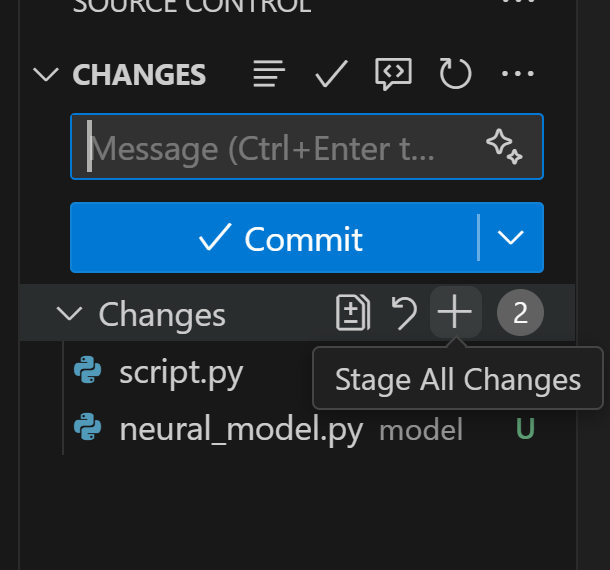 SOURCE CONTROL
CHANGES
Message (Ctrl+Enter t...
Commit
Changes 2
script.py
Stage All Changes
neural_model.py model U